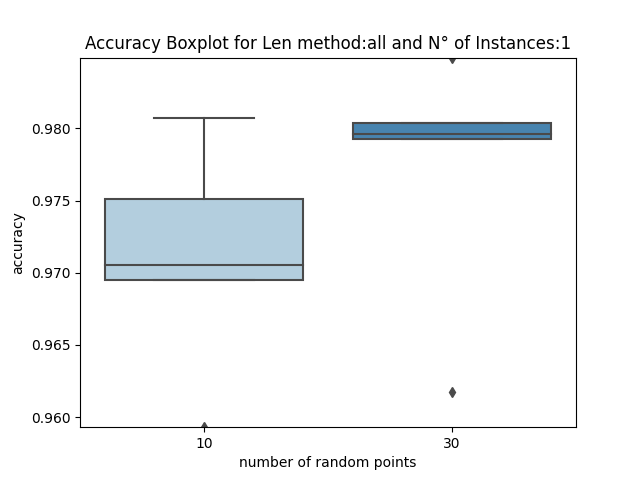 Accuracy Boxplot for Len method:all and N° of Instances:1
0.980
0.975
0.970
0.965
0.960
accuracy
10
30
number of random points